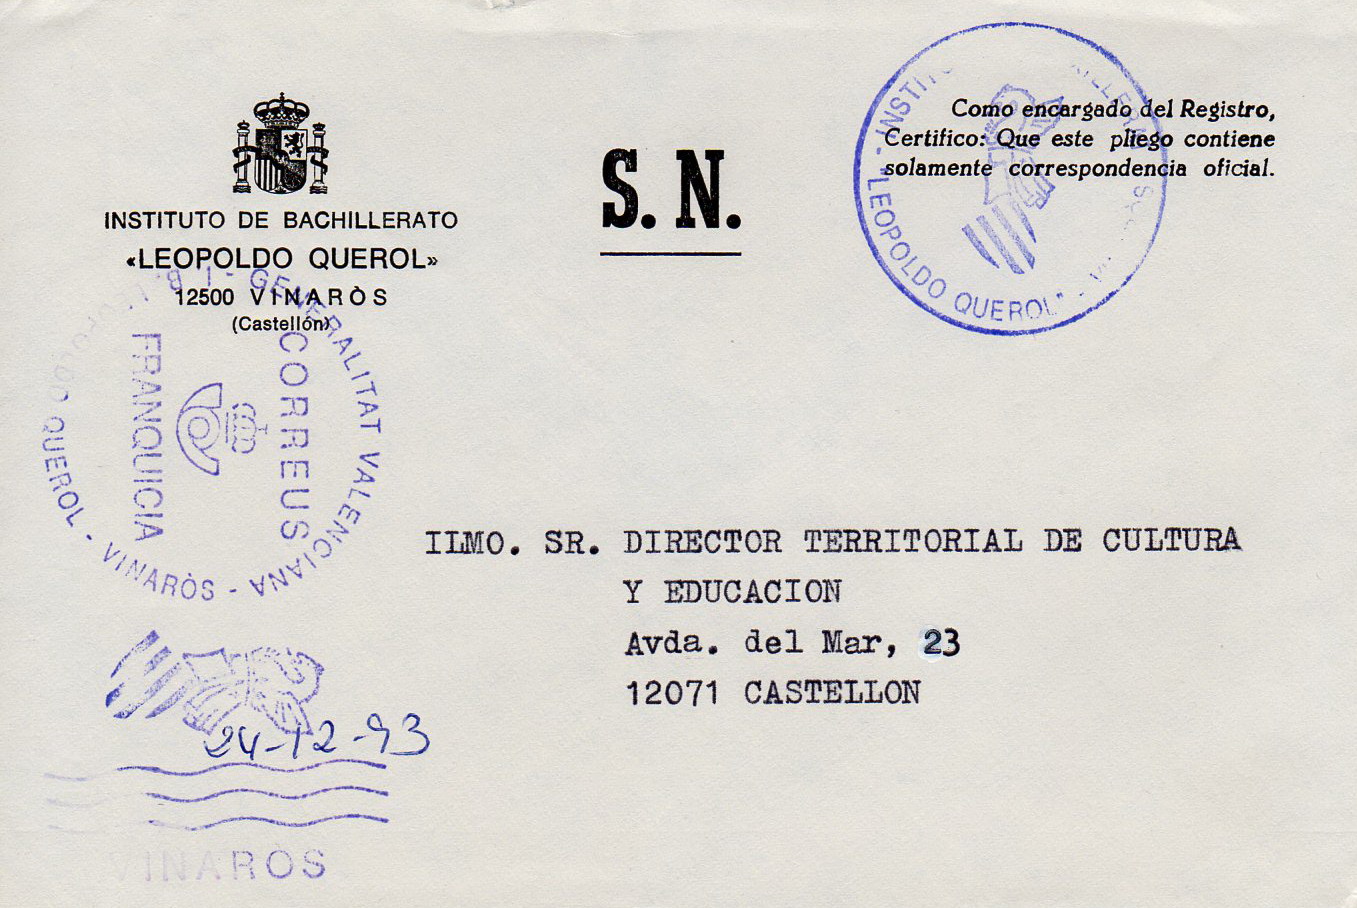 INSTITUTO DE BACHILLERATO
«LEOPOLDO QUEROL»
12500 VINARÒS
(Castellón)
S. N.
Como encargado del Registro,
Certifico: Que este pliego contiene
solamente correspondencia oficial.
"LEOPOLDO QUEROL"
GENERALITAT VALENCIANA - I. B. LEOPOLDO QUEROL - VINARÒS -
CORREUS
FRANQUICIA
ILMO. SR. DIRECTOR TERRITORIAL DE CULTURA
Y EDUCACION
Avda. del Mar, 23
12071 CASTELLON
24-12-93
VINARÒS